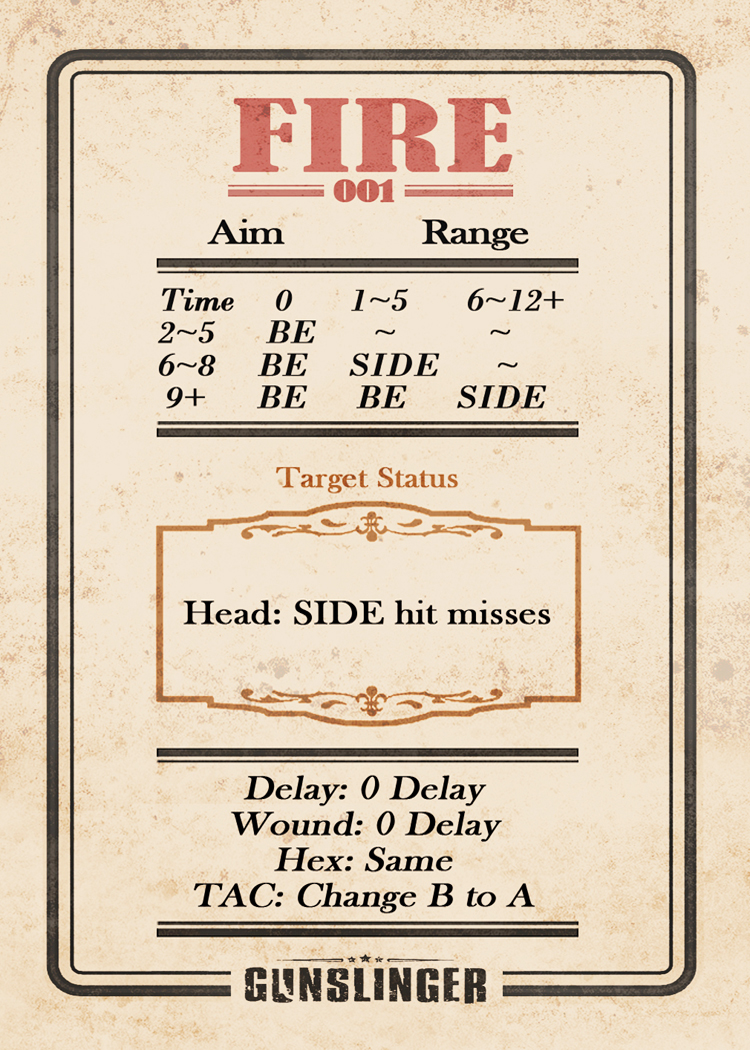 FIRE
001
Aim Range
Time 0 1~5 6~12+
2~5 BE ~ ~
6~8 BE SIDE ~
9+ BE BE SIDE
Target Status
Head: SIDE hit misses
Delay: 0 Delay
Wound: 0 Delay
Hex: Same
TAC: Change B to A
GUNSLINGER